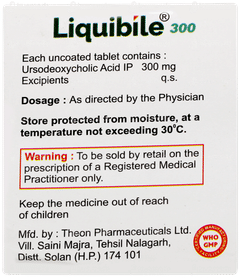 Liquibile® 300
Each uncoated tablet contains :
Ursodeoxycholic Acid IP 300 mg
Excipients q.s.
Dosage : As directed by the Physician
Store protected from moisture, at a
temperature not exceeding 30°C.
Warning : To be sold by retail on the
prescription of a Registered Medical
Practitioner only.
Keep the medicine out of reach
of children
Mfd. by : Theon Pharmaceuticals Ltd.
Vill. Saini Majra, Tehsil Nalagarh,
Distt. Solan (H.P.) 174 101
WHO
GMP